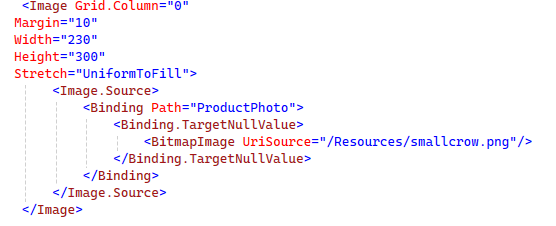 <Image Grid.Column="0"
Margin="10"
Width="230"
Height="300"
Stretch="UniformToFill">
<Image.Source>
<Binding Path="ProductPhoto">
<Binding.TargetNullValue>
<BitmapImage UriSource="/Resources/smallcrow.png"/>
</Binding.TargetNullValue>
</Binding>
</Image.Source>
</Image>